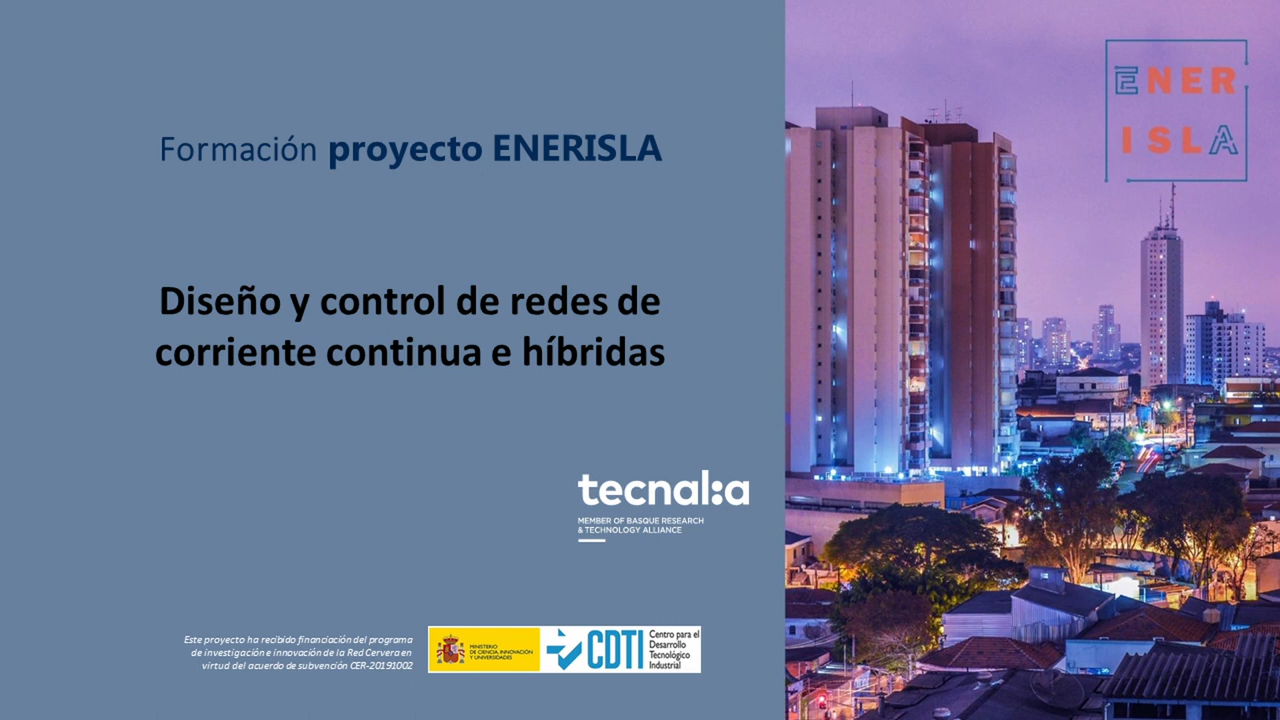 ENER
ISLA
Formación proyecto ENERISLA
Diseño y control de redes de
corriente continua e híbridas
tecnal:a
MEMBER OF BASQUE RESEARCH
& TECHNOLOGY ALLIANCE
Este proyecto ha recibido financiación del programa
de investigación e innovación de la Red Cervera en
virtud del acuerdo de subvención CER-20191002
MINISTERIO
DE CIENCIA, INNOVACIÓN
Y UNIVERSIDADES
CDTI
Centro para el
Desarrollo
Tecnológico
Industrial